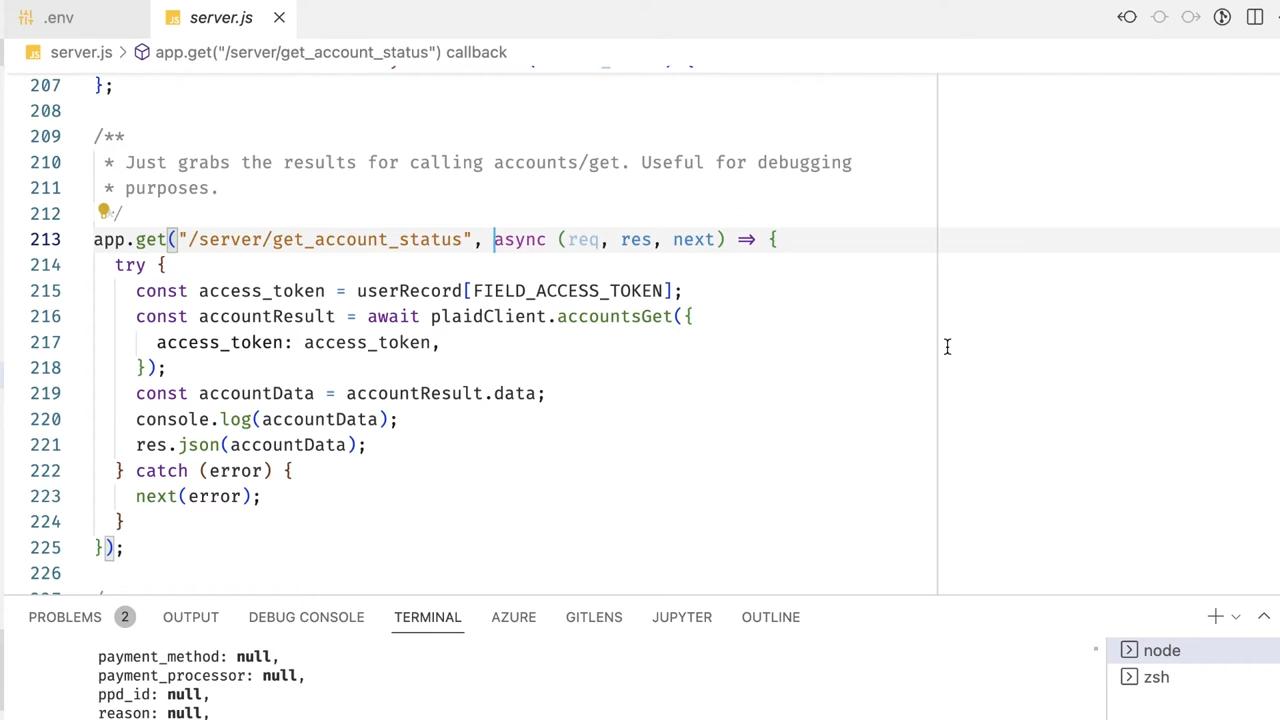 .env
server.js
server.js > app.get("/server/get_account_status") callback
207 };
208
209 /**
210 * Just grabs the results for calling accounts/get. Useful for debugging
211 * purposes.
212 */
213 app.get("/server/get_account_status", async (req, res, next) => {
214 try {
215 const access_token = userRecord[FIELD_ACCESS_TOKEN];
216 const accountResult = await plaidClient.accountsGet({
217 access_token: access_token,
218 });
219 const accountData = accountResult.data;
220 console.log(accountData);
221 res.json(accountData);
222 } catch (error) {
223 next(error);
224 }
225 });
226
PROBLEMS 2 OUTPUT DEBUG CONSOLE TERMINAL AZURE GITLENS JUPYTER OUTLINE
payment_method: null,
payment_processor: null,
ppd_id: null,
reason: null,
node
zsh